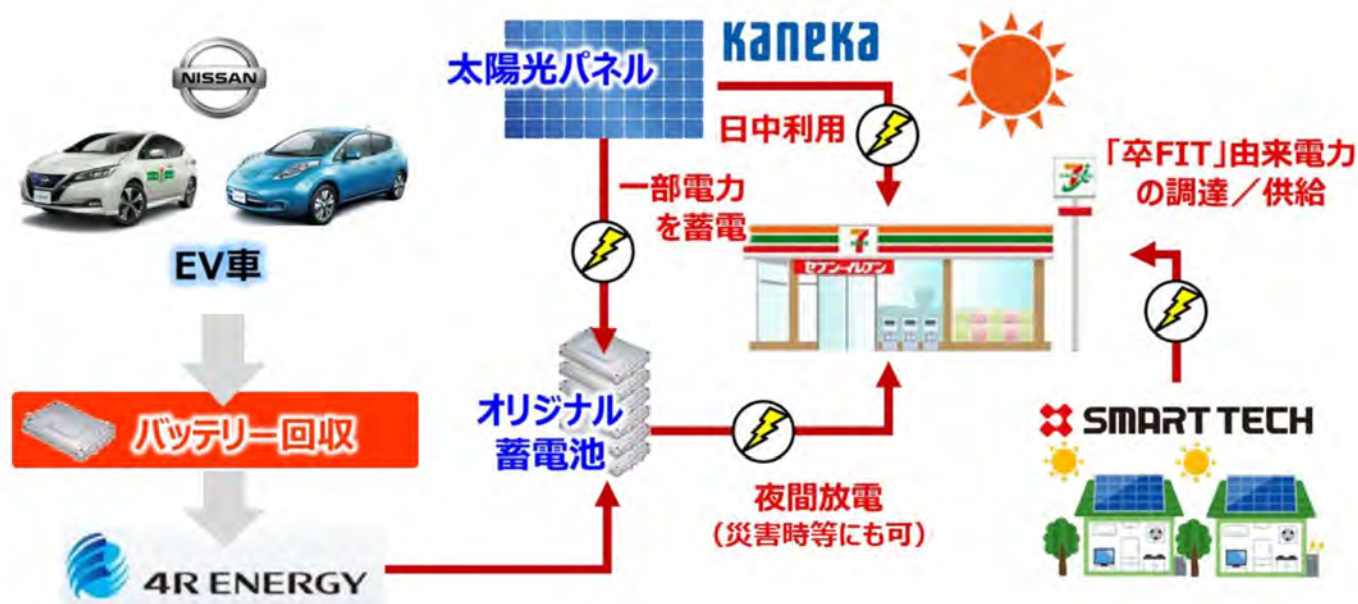 NISSAN
EV車
バッテリー回収
4R ENERGY
太陽光パネル
kaneka
日中利用
一部電力
を蓄電
オリジナル
蓄電池
夜間放電
（災害時等にも可）
7
セブン-イレブン
7
「卒FIT」由来電力
の調達／供給
SMART TECH